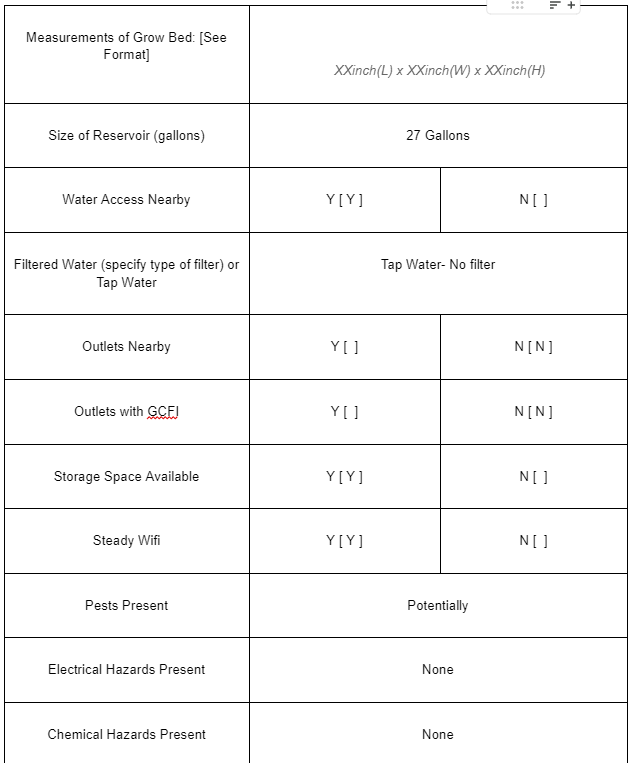 Measurements of Grow Bed: [See
Format]
XXinch(L) x XXinch(W) x XXinch(H)
Size of Reservoir (gallons)
27 Gallons
Water Access Nearby
Y [ Y ]
N [ ]
Filtered Water (specify type of filter) or
Tap Water
Tap Water- No filter
Outlets Nearby
Y [ ]
N [ N ]
Outlets with GCFI
Y [ ]
N [ N ]
Storage Space Available
Y [ Y ]
N [ ]
Steady Wifi
Y [ Y ]
N [ ]
Pests Present
Potentially
Electrical Hazards Present
None
Chemical Hazards Present
None